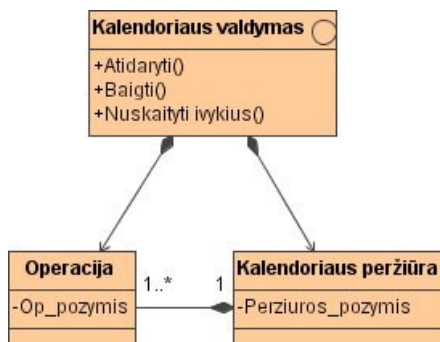 Kalendoriaus valdymas
+Atidaryti()
+Baigti()
+Nuskaityti ivykius()
Operacija
-Op_pozymis
1..*
1
Kalendoriaus peržiūra
-Perziuros_pozymis